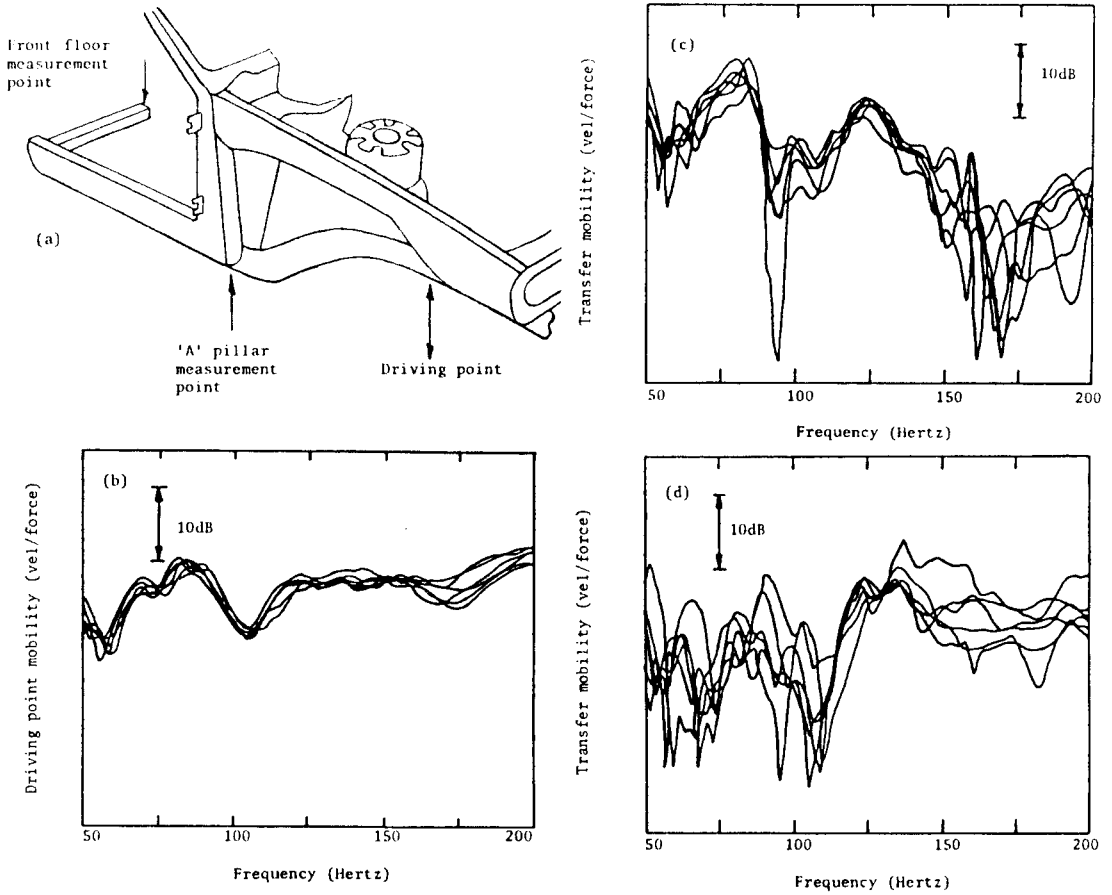 Front floor
measurement
point
(a)
'A' pillar
measurement
point
Driving point
(b)
10dB
Driving point mobility (vel/force)
50 100 150 200
Frequency (Hertz)
(c)
10dB
Transfer mobility (vel/force)
50 100 150 200
Frequency (Hertz)
(d)
10dB
Transfer mobility (vel/force)
50 100 150 200
Frequency (Hertz)